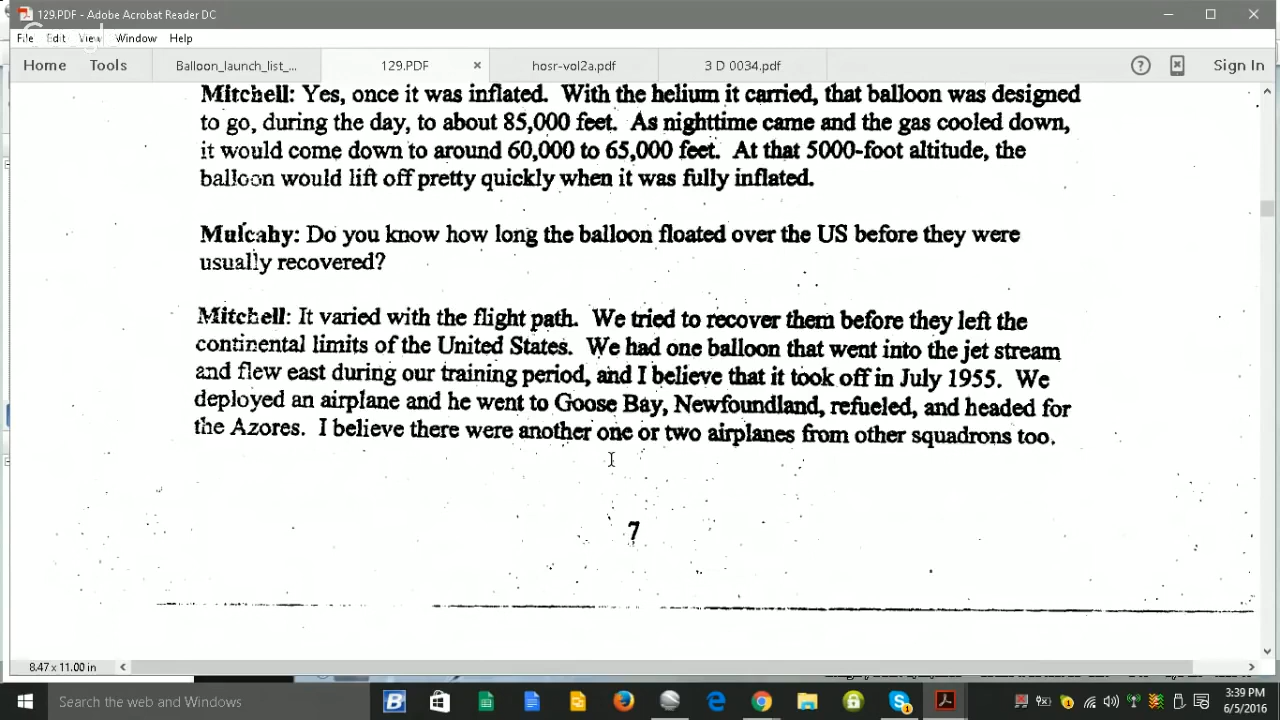 129.PDF - Adobe Acrobat Reader DC
Google
File Edit View Window Help
Home Tools Balloon_launch_list_... 129.PDF × hosr-vol2a.pdf 3 D 0034.pdf Sign In
Mitchell: Yes, once it was inflated. With the helium it carried, that balloon was designed
to go, during the day, to about 85,000 feet. As nighttime came and the gas cooled down,
it would come down to around 60,000 to 65,000 feet. At that 5000-foot altitude, the
balloon would lift off pretty quickly when it was fully inflated.
Mulcahy: Do you know how long the balloon floated over the US before they were
usually recovered?
Mitchell: It varied with the flight path. We tried to recover them before they left the
continental limits of the United States. We had one balloon that went into the jet stream
and flew east during our training period, and I believe that it took off in July 1955. We
deployed an airplane and he went to Goose Bay, Newfoundland, refueled, and headed for
the Azores. I believe there were another one or two airplanes from other squadrons too.
7
8.47 x 11.00 in
Search the web and Windows
3:39 PM
6/5/2016